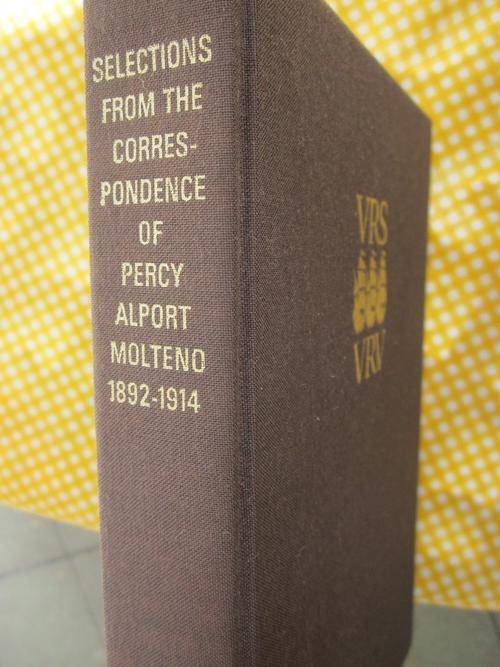 SELECTIONS
FROM THE
CORRES-
PONDENCE
OF
PERCY
ALPORT
MOLTENO
1892-1914
VRS
VRV